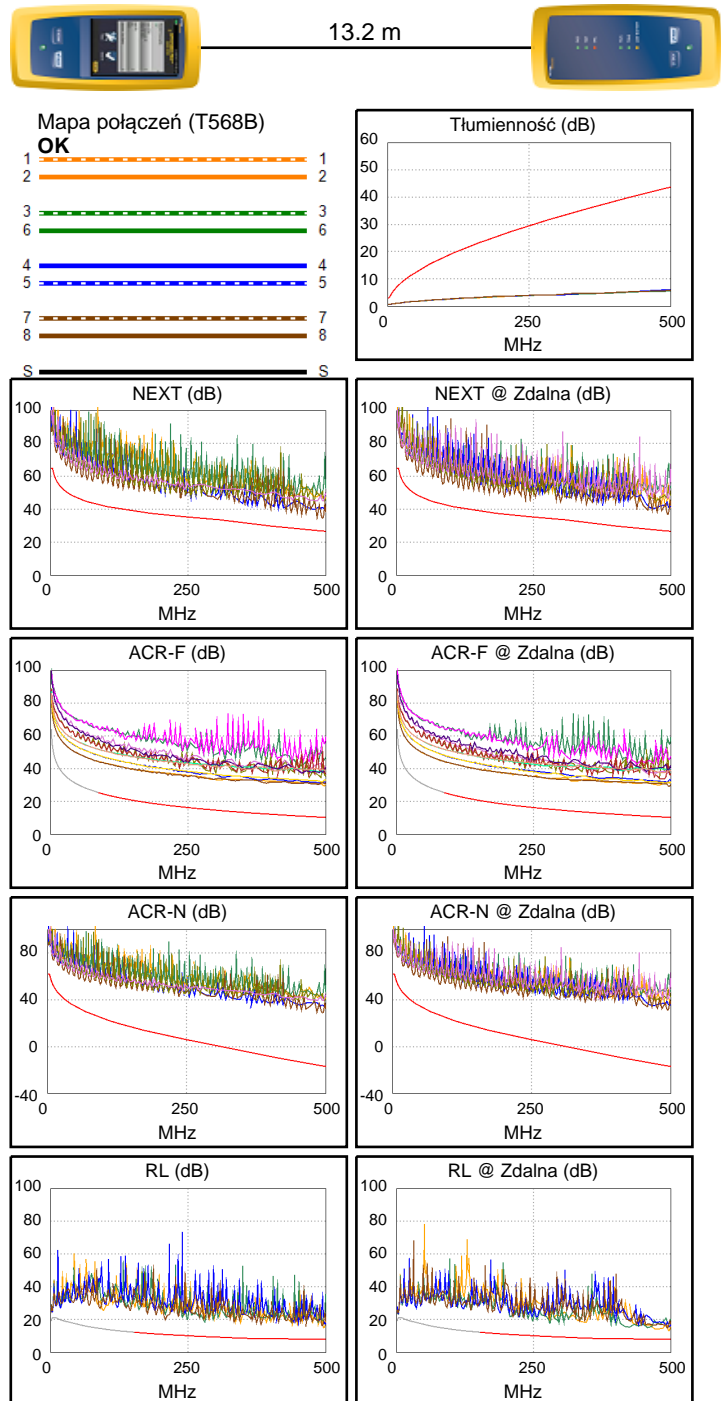 13.2 m
Mapa połączeń (T568B)
OK
1 1
2 2
3 3
6 6
4 4
5 5
7 7
8 8
S S
Tłumienność (dB)
60
50
40
30
20
10
0
0 250 500
MHz
NEXT (dB)
100
80
60
40
20
0
0 250 500
MHz
NEXT @ Zdalna (dB)
100
80
60
40
20
0
0 250 500
MHz
ACR-F (dB)
100
80
60
40
20
0
0 250 500
MHz
ACR-F @ Zdalna (dB)
100
80
60
40
20
0
0 250 500
MHz
ACR-N (dB)
80
40
0
-40
0 250 500
MHz
ACR-N @ Zdalna (dB)
80
40
0
-40
0 250 500
MHz
RL (dB)
100
80
60
40
20
0
0 250 500
MHz
RL @ Zdalna (dB)
100
80
60
40
20
0
0 250 500
MHz